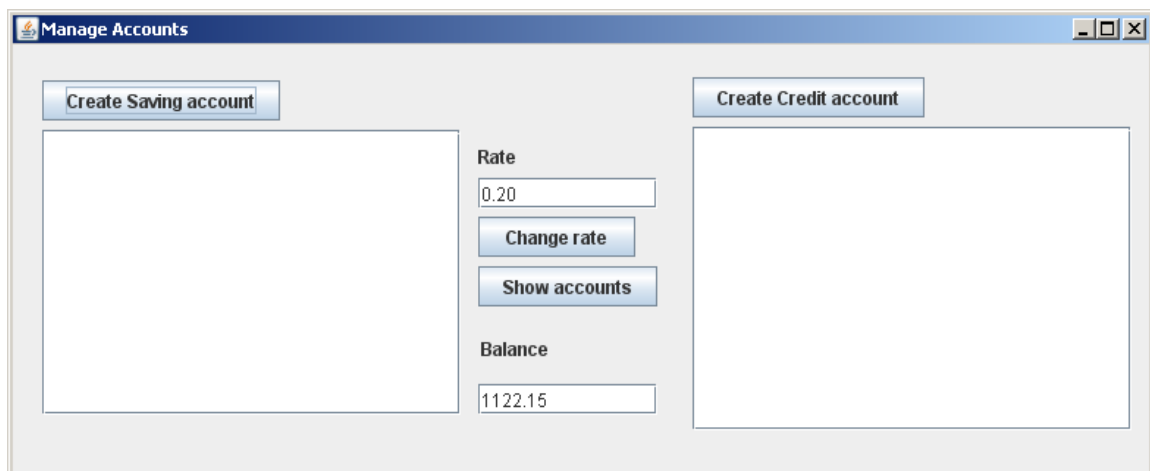 Manage Accounts
Create Saving account
Create Credit account
Rate
0.20
Change rate
Show accounts
Balance
1122.15